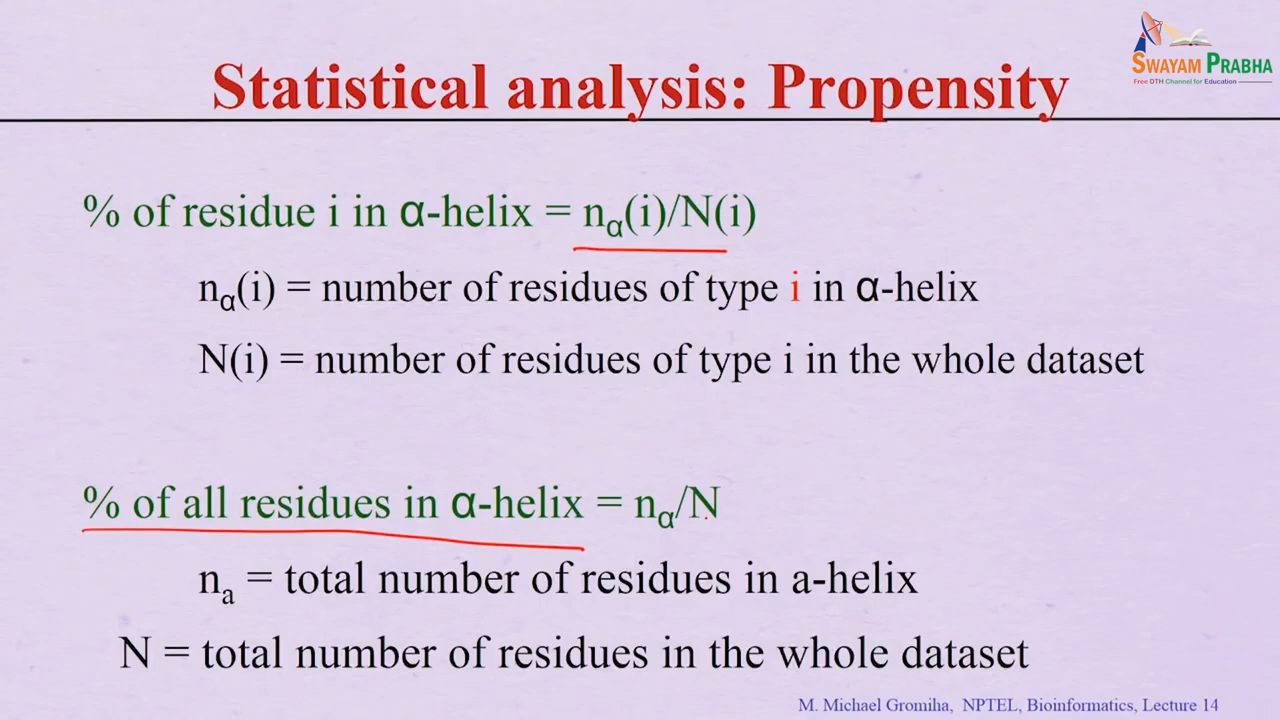 SWAYAM PRABHA
Free DTH Channel for Education
Statistical analysis: Propensity
% of residue i in α-helix = nα(i)/N(i)
nα(i) = number of residues of type i in α-helix
N(i) = number of residues of type i in the whole dataset
% of all residues in α-helix = nα/N
na = total number of residues in a-helix
N = total number of residues in the whole dataset
M. Michael Gromiha, NPTEL, Bioinformatics, Lecture 14